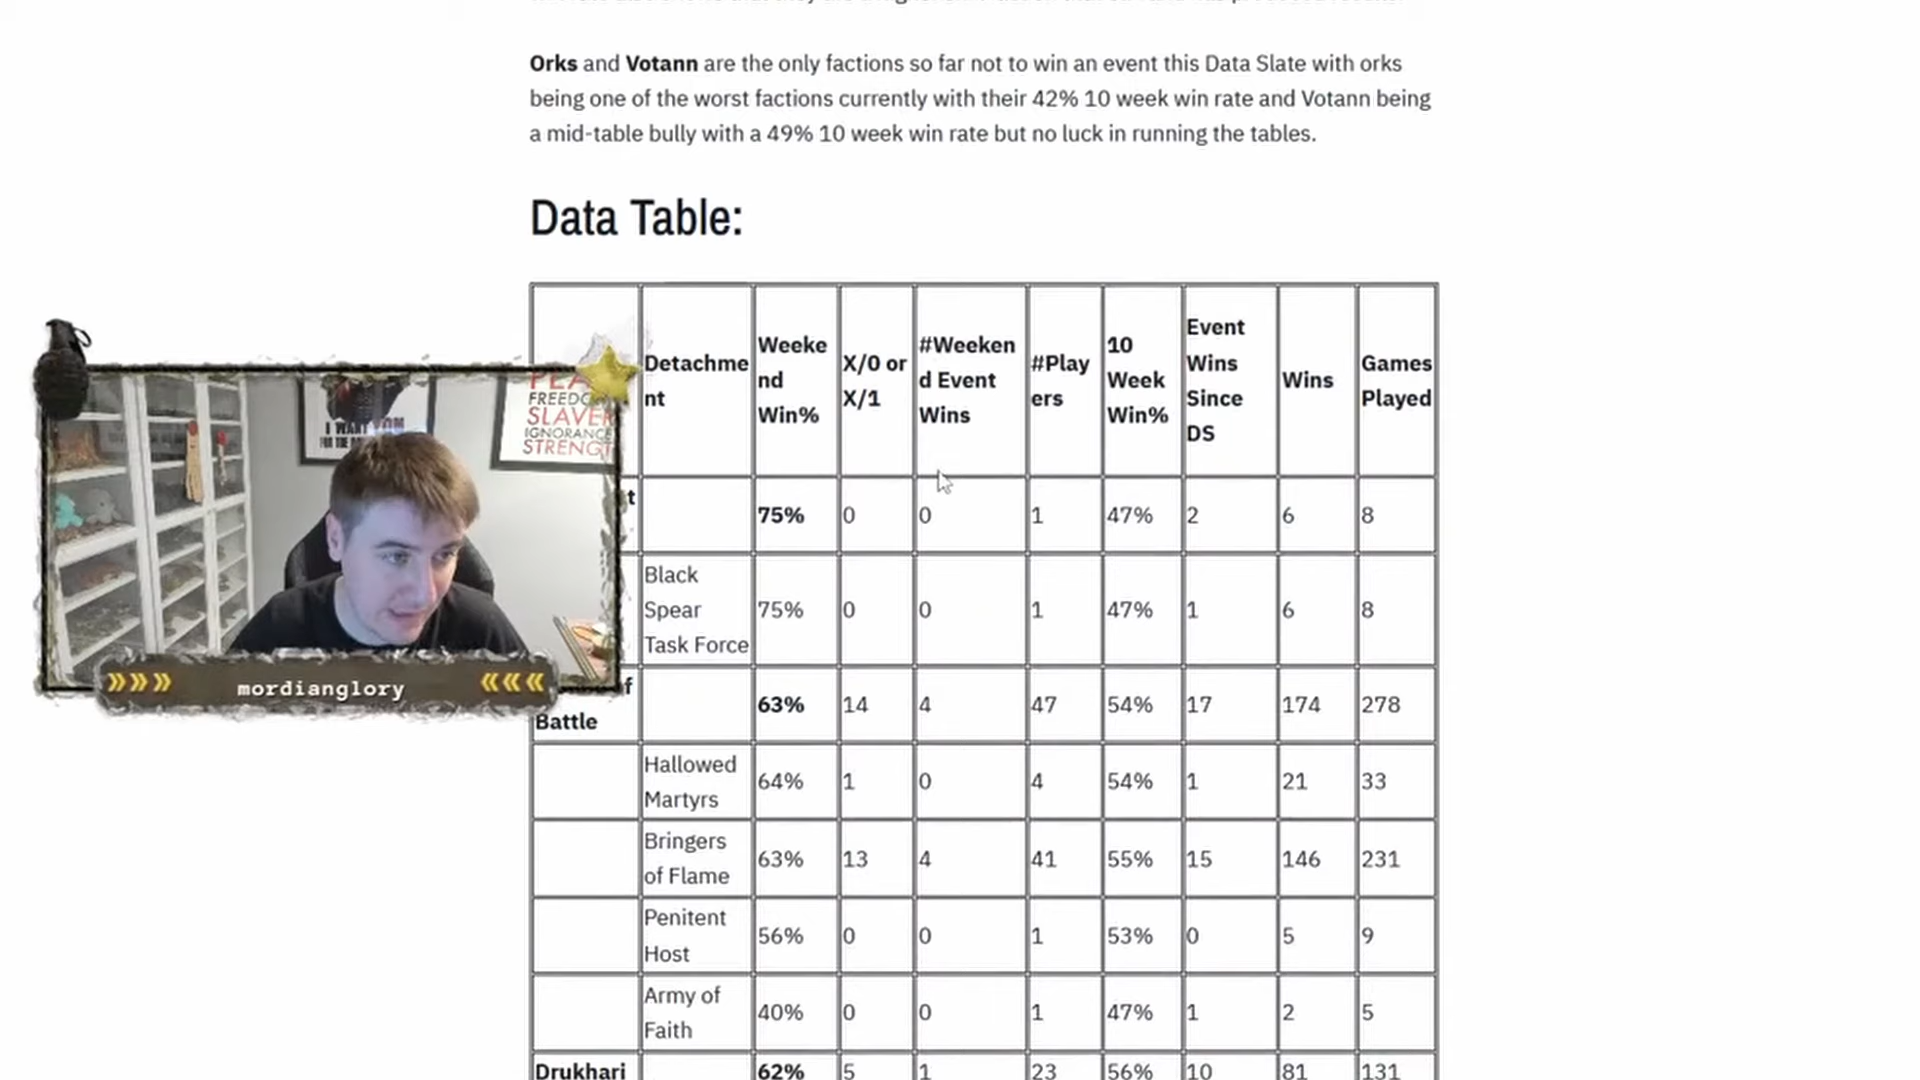 Orks and Votann are the only factions so far not to win an event this Data Slate with orks
being one of the worst factions currently with their 42% 10 week win rate and Votann being
a mid-table bully with a 49% 10 week win rate but no luck in running the tables.
Data Table:
Detachme
nt
Weeke
nd
Win%
X/0 or
X/1
#Weeken
d Event
Wins
#Play
ers
10
Week
Win%
Event
Wins
Since
DS
Wins
Games
Played
75% 0 0 1 47% 2 6 8
Black
Spear
Task Force
75% 0 0 1 47% 1 6 8
Battle
63% 14 4 47 54% 17 174 278
Hallowed
Martyrs
64% 1 0 4 54% 1 21 33
Bringers
of Flame
63% 13 4 41 55% 15 146 231
Penitent
Host
56% 0 0 1 53% 0 5 9
Army of
Faith
40% 0 0 1 47% 1 2 5
Drukhari 62% 5 1 23 56% 10 81 131
I WANT YOU
FREEDO
SLAVER
IGNORANCE
STRENGT
mordianglory